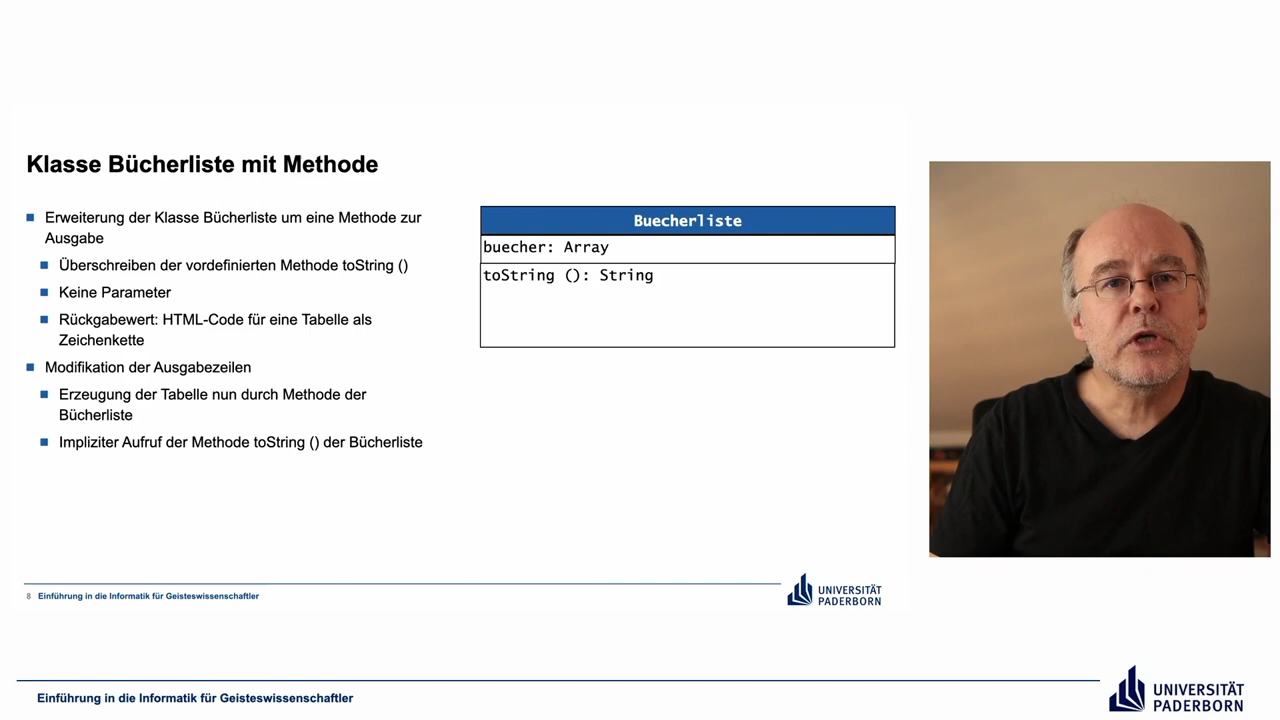 Klasse Bücherliste mit Methode
Erweiterung der Klasse Bücherliste um eine Methode zur
Ausgabe
Überschreiben der vordefinierten Methode toString ()
Keine Parameter
Rückgabewert: HTML-Code für eine Tabelle als
Zeichenkette
Modifikation der Ausgabezeilen
Erzeugung der Tabelle nun durch Methode der
Bücherliste
Impliziter Aufruf der Methode toString () der Bücherliste
Buecherliste
buecher: Array
toString (): String
8 Einführung in die Informatik für Geisteswissenschaftler
UNIVERSITÄT
PADERBORN
Einführung in die Informatik für Geisteswissenschaftler
UNIVERSITÄT
PADERBORN